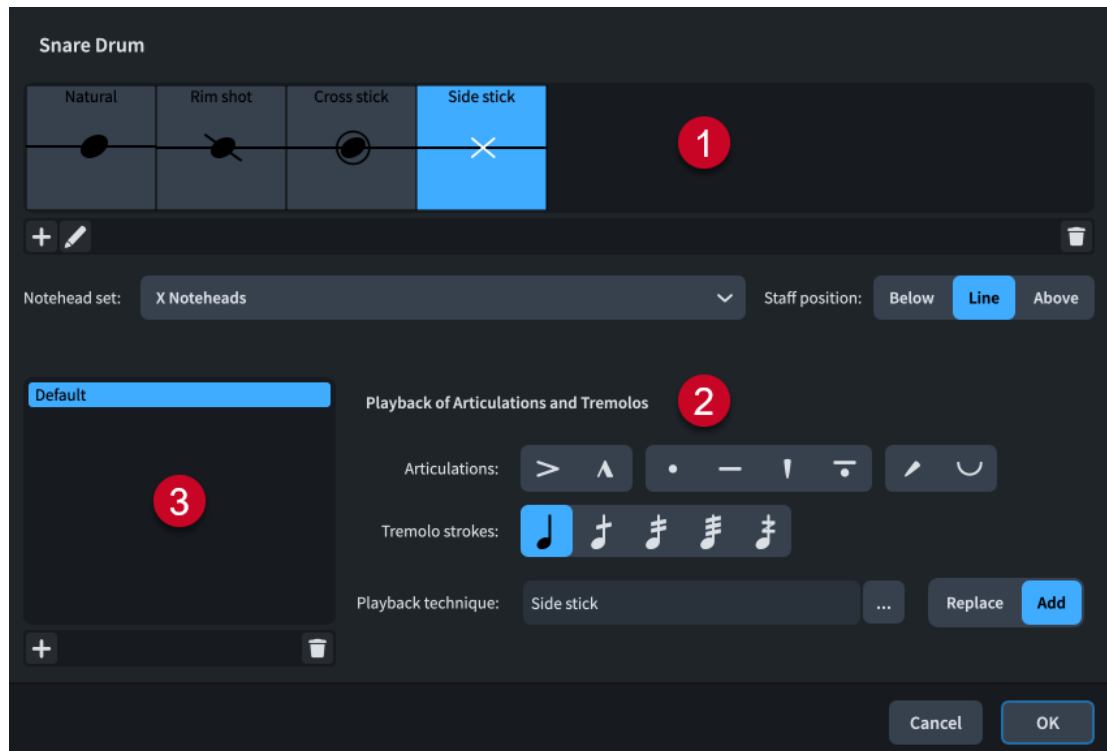 Snare Drum
Natural Rim shot Cross stick Side stick
1
Notehead set: X Noteheads Staff position: Below Line Above
Default
Playback of Articulations and Tremolos 2
Articulations:
3
Tremolo strokes:
Playback technique: Side stick ... Replace Add
Cancel OK